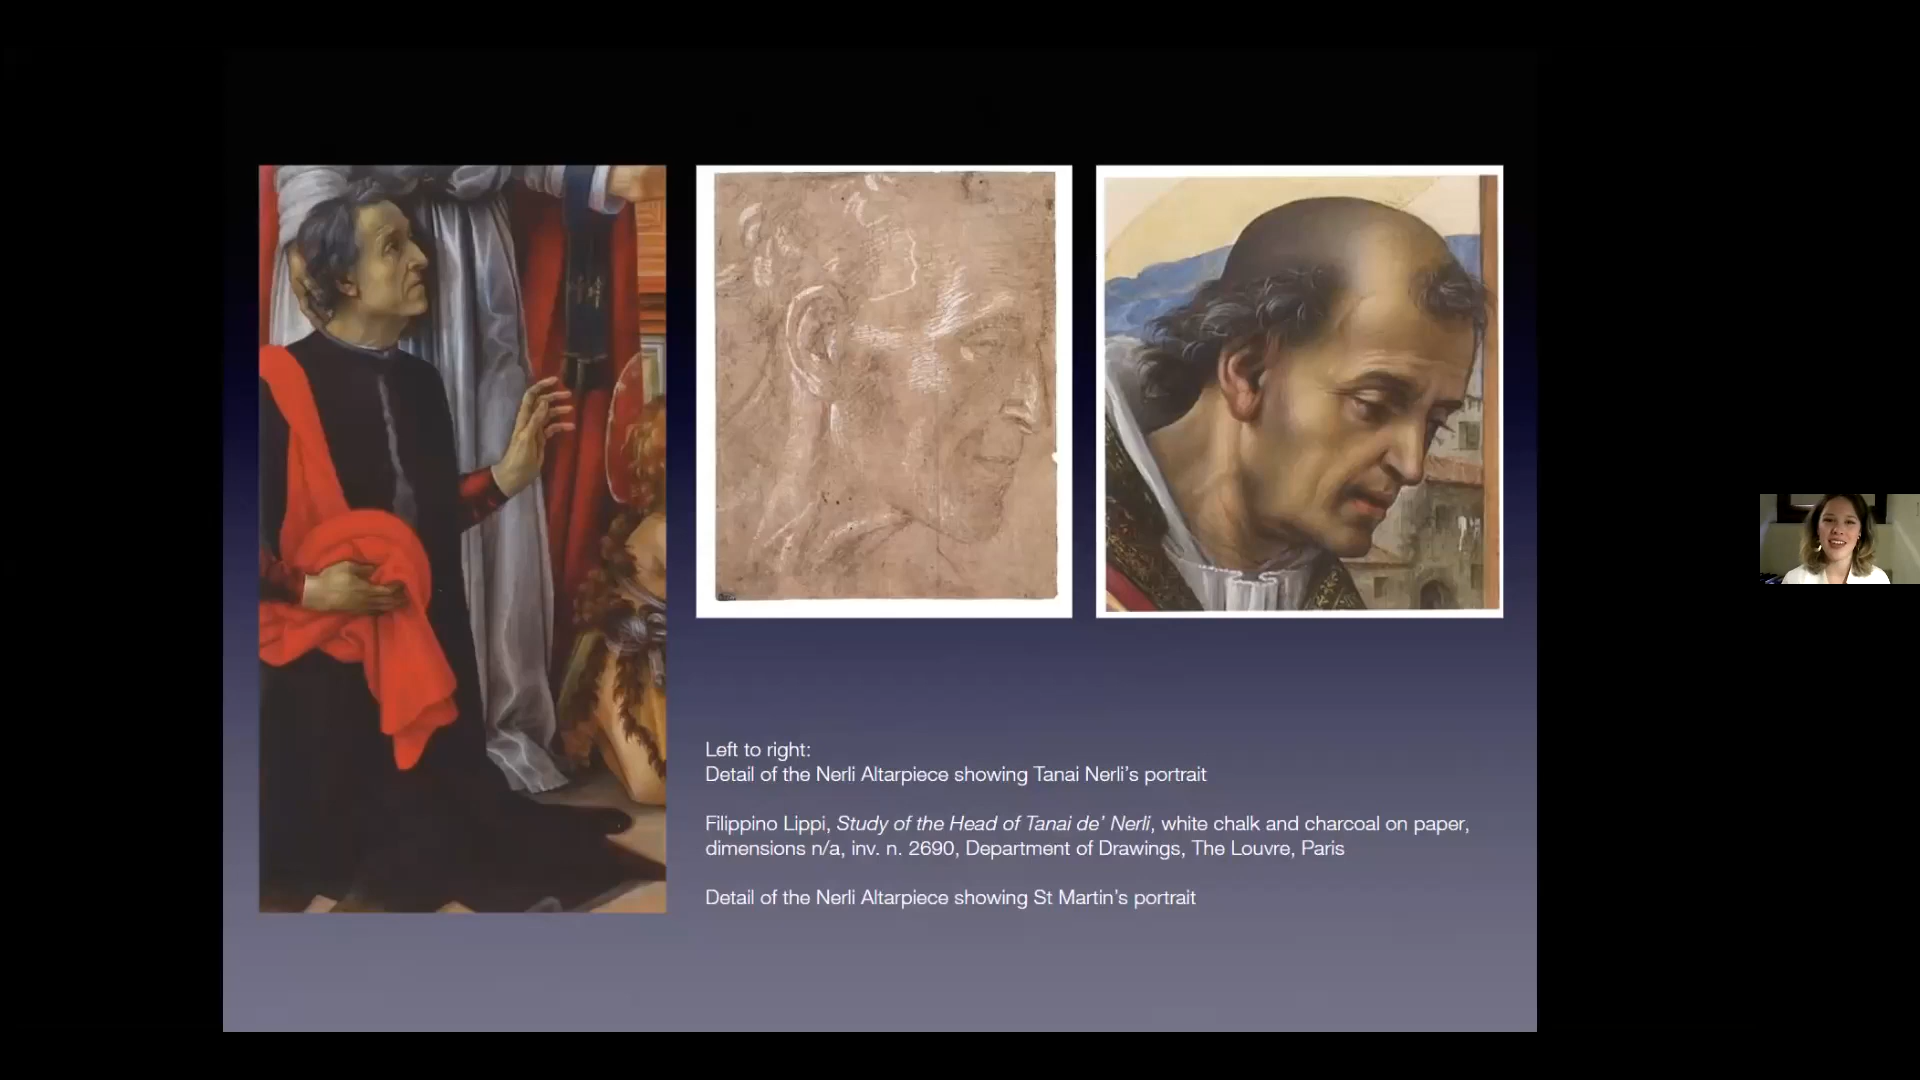 Left to right:
Detail of the Nerli Altarpiece showing Tanai Nerli's portrait
Filippino Lippi, Study of the Head of Tanai de' Nerli, white chalk and charcoal on paper,
dimensions n/a, inv. n. 2690, Department of Drawings, The Louvre, Paris
Detail of the Nerli Altarpiece showing St Martin's portrait